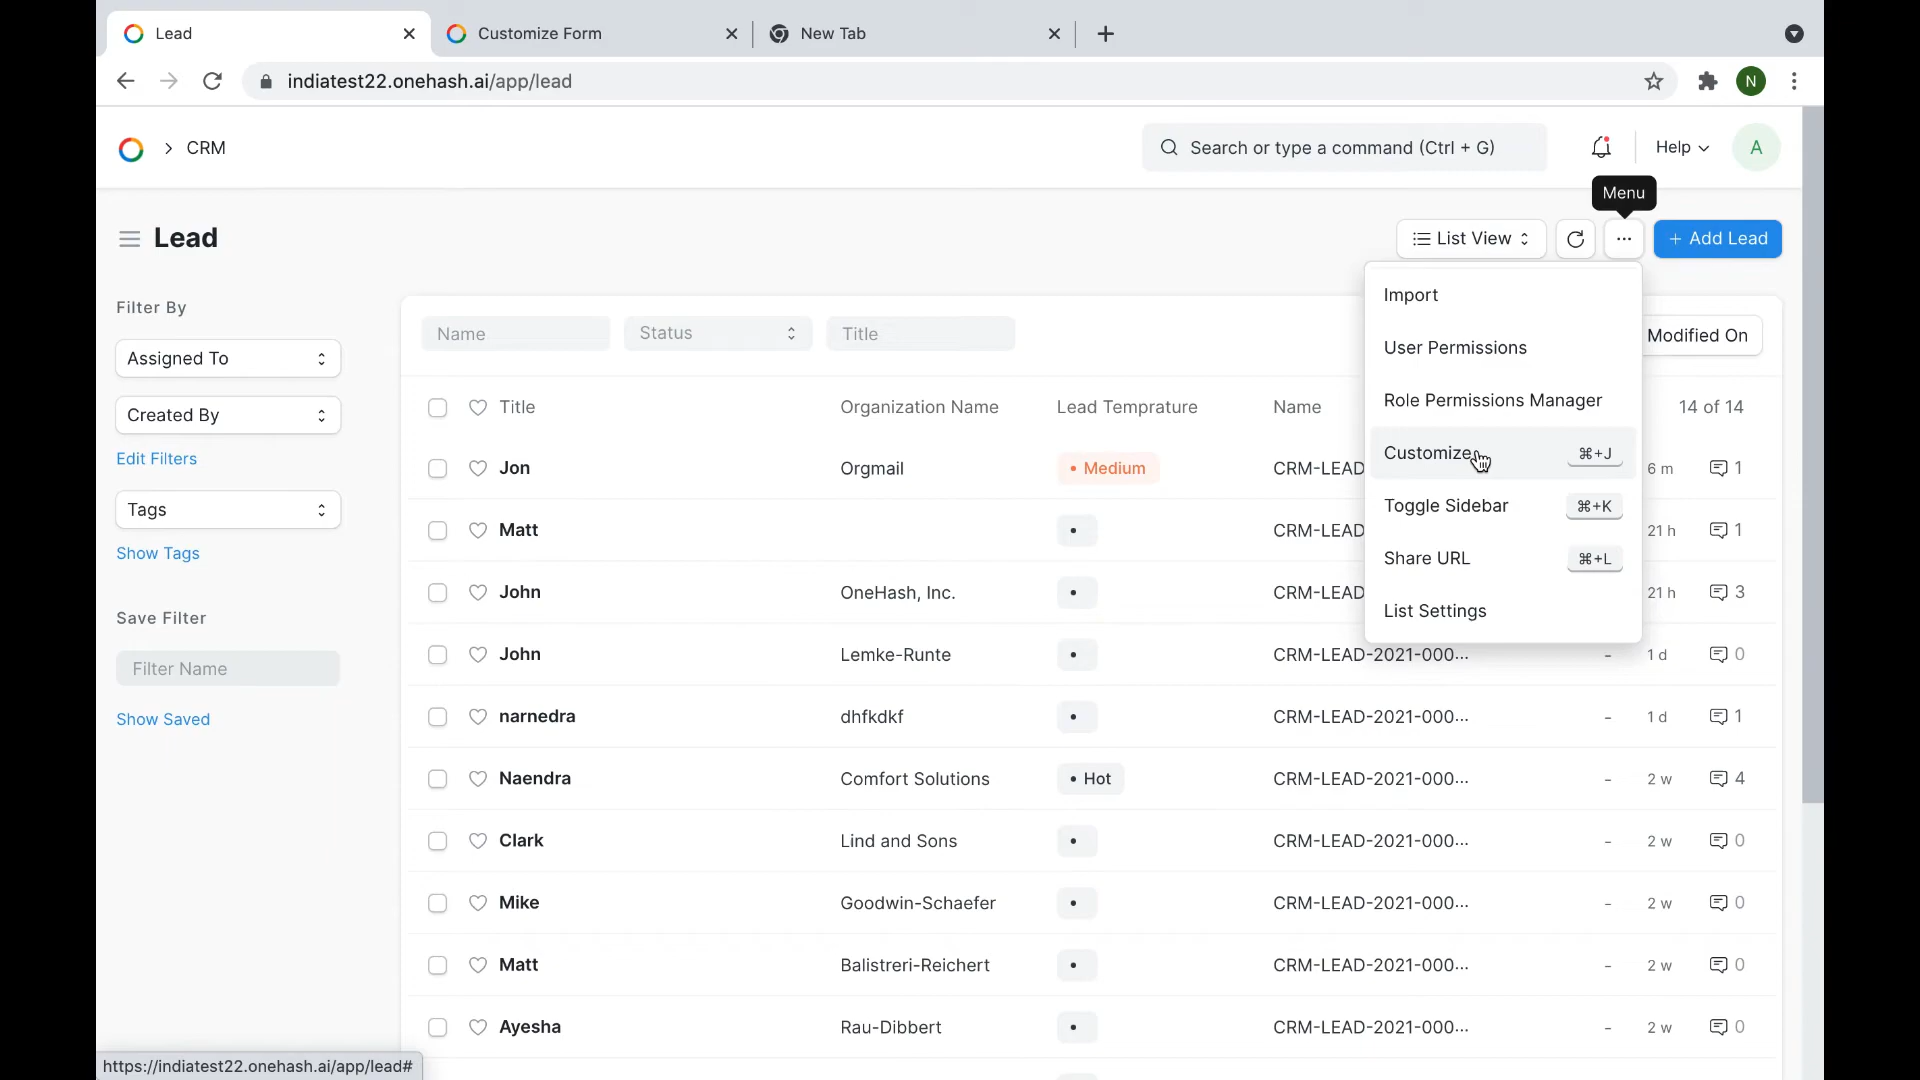 Lead
Customize Form
New Tab
indiatest22.onehash.ai/app/lead
N
CRM
Search or type a command (Ctrl + G)
Help
A
Menu
Lead
List View
+ Add Lead
Filter By
Assigned To
Created By
Edit Filters
Tags
Show Tags
Save Filter
Filter Name
Show Saved
Name
Status
Title
Modified On
Import
User Permissions
Role Permissions Manager
Customize ⌘+J
Toggle Sidebar ⌘+K
Share URL ⌘+L
List Settings
Title Organization Name Lead Temprature Name 14 of 14
Jon Orgmail • Medium CRM-LEAD 6 m 1
Matt • CRM-LEAD 21 h 1
John OneHash, Inc. • CRM-LEAD 21 h 3
John Lemke-Runte • CRM-LEAD-2021-000... - 1 d 0
narnedra dhfkdkf • CRM-LEAD-2021-000... - 1 d 1
Naendra Comfort Solutions • Hot CRM-LEAD-2021-000... - 2 w 4
Clark Lind and Sons • CRM-LEAD-2021-000... - 2 w 0
Mike Goodwin-Schaefer • CRM-LEAD-2021-000... - 2 w 0
Matt Balistreri-Reichert • CRM-LEAD-2021-000... - 2 w 0
Ayesha Rau-Dibbert • CRM-LEAD-2021-000... - 2 w 0
https://indiatest22.onehash.ai/app/lead#